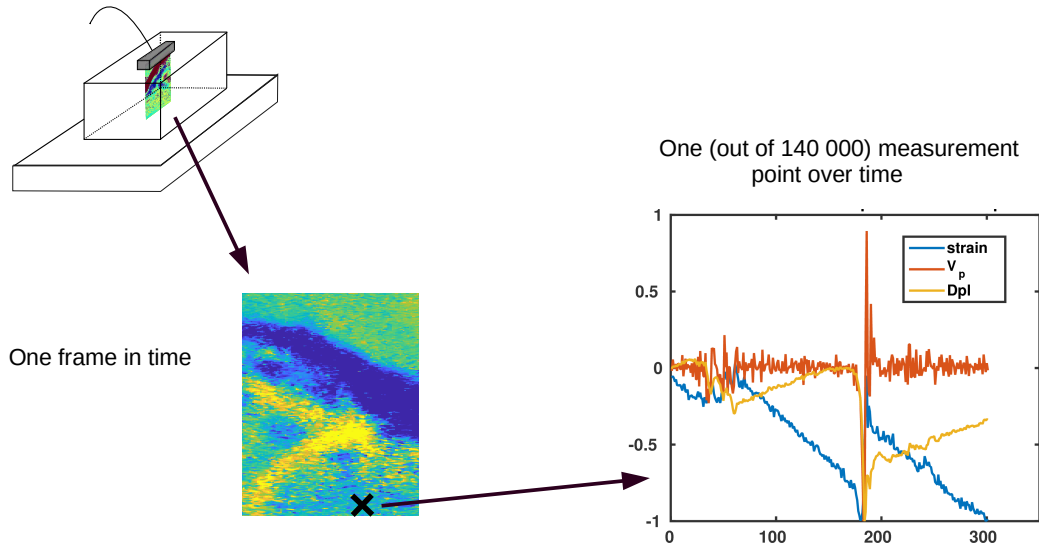 One (out of 140 000) measurement
point over time
One frame in time
1
0.5
0
-0.5
-1
0
100
200
300
strain
V p
Dpl